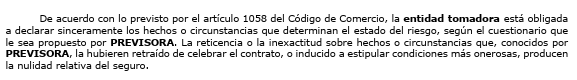 De acuerdo con lo previsto por el artículo 1058 del Código de Comercio, la entidad tomadora está obligada
a declarar sinceramente los hechos o circunstancias que determinan el estado del riesgo, según el cuestionario que
le sea propuesto por PREVISORA. La reticencia o la inexactitud sobre hechos o circunstancias que, conocidos por
PREVISORA, la hubieren retraído de celebrar el contrato, o inducido a estipular condiciones más onerosas, producen
la nulidad relativa del seguro.